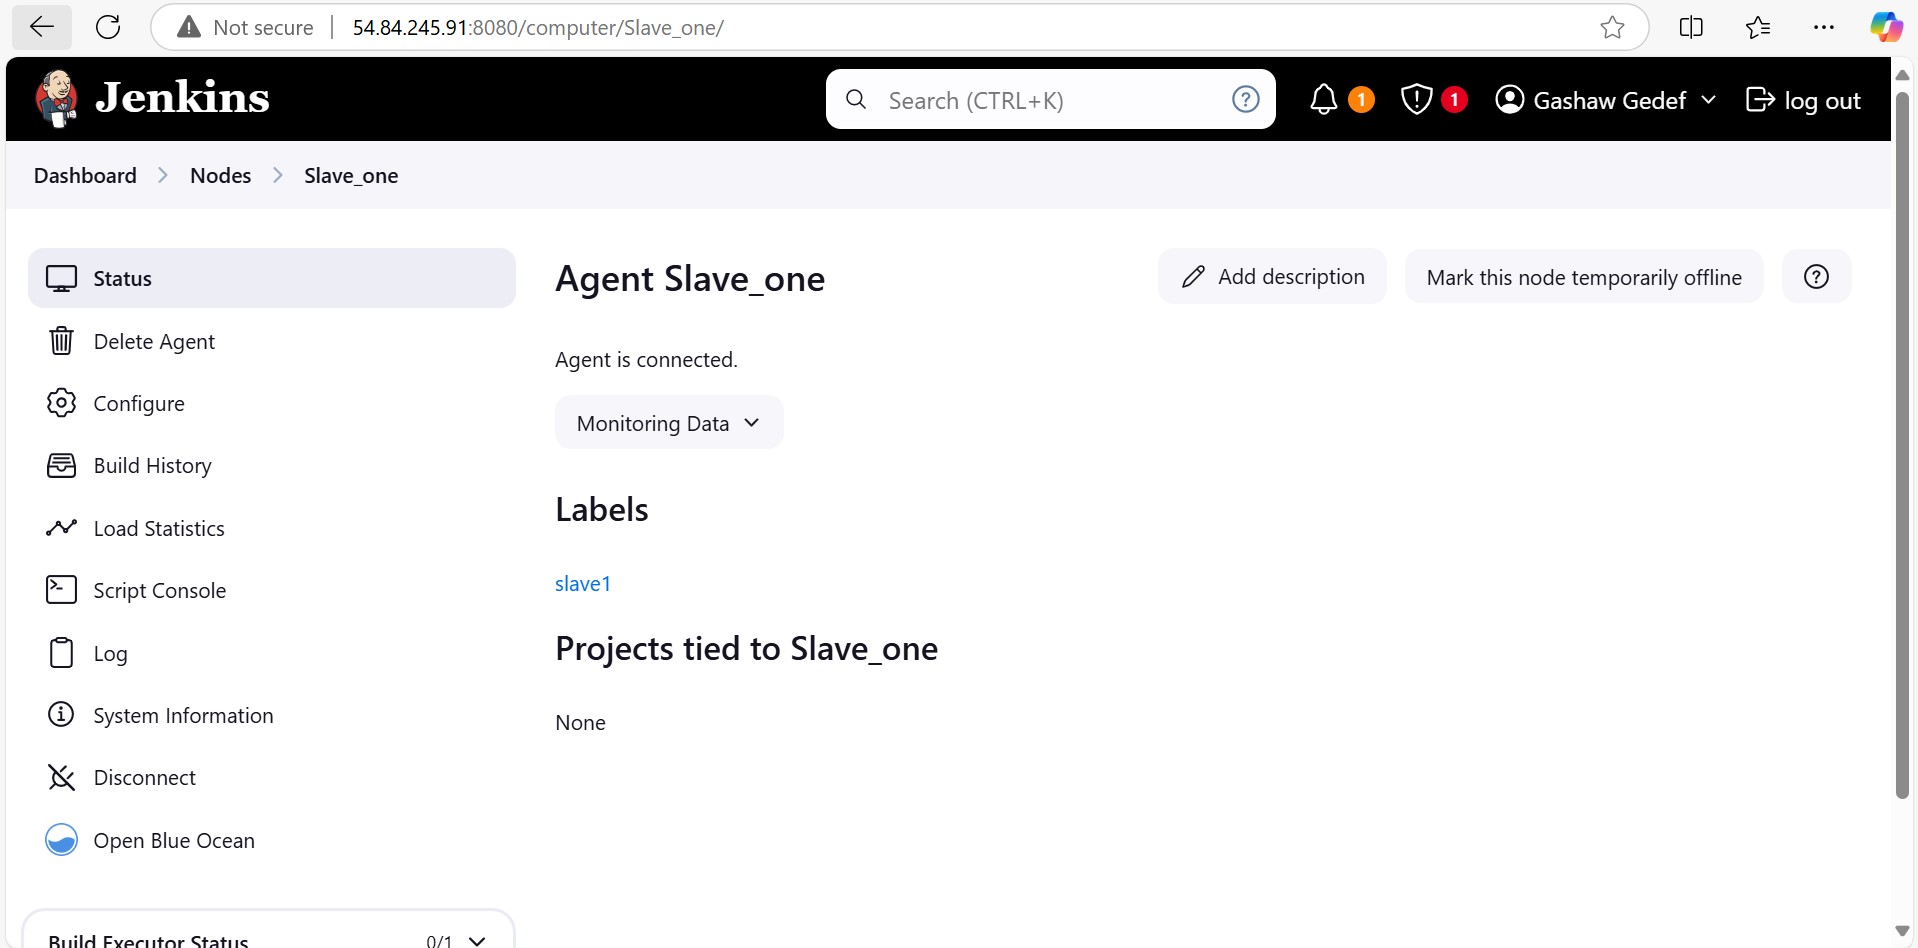 Not secure 54.84.245.91:8080/computer/Slave_one/
Jenkins
Search (CTRL+K)
1
1
Gashaw Gedef
log out
Dashboard
Nodes
Slave_one
Status
Delete Agent
Configure
Build History
Load Statistics
Script Console
Log
System Information
Disconnect
Open Blue Ocean
Build Executor Status 0/1
Agent Slave_one
Add description
Mark this node temporarily offline
Agent is connected.
Monitoring Data
Labels
slave1
Projects tied to Slave_one
None